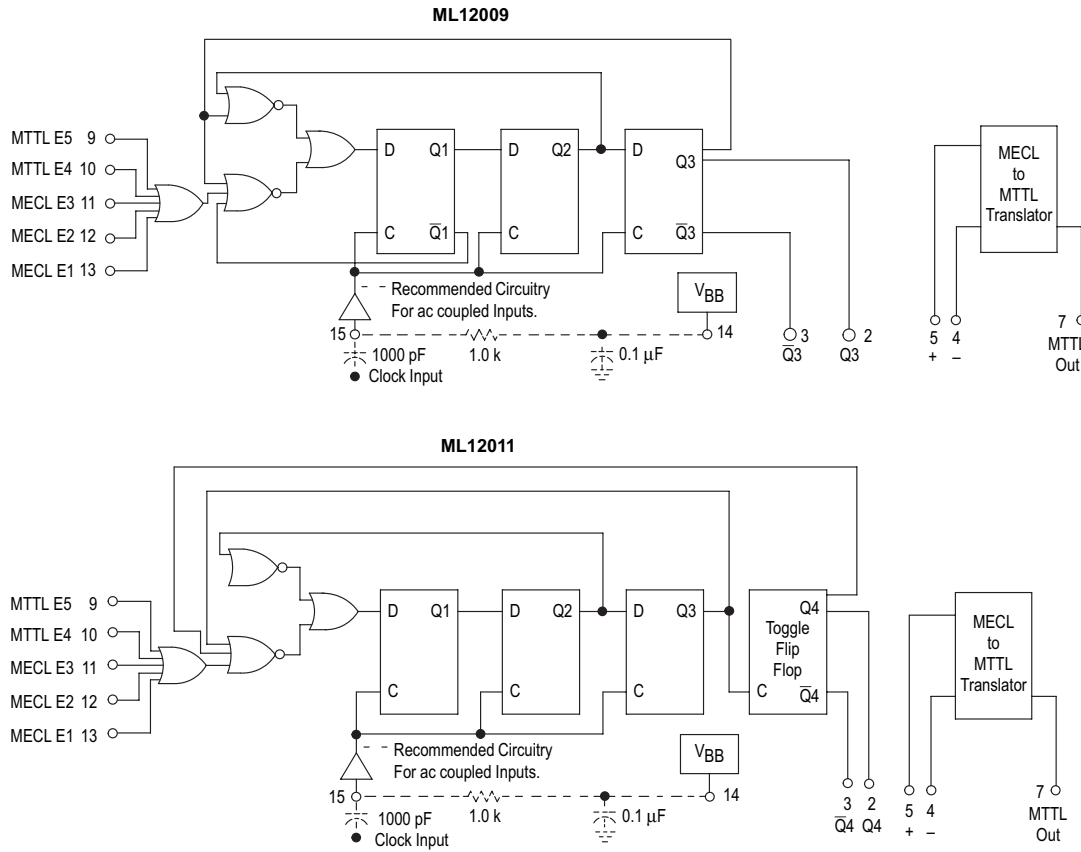 ML12009
MTTL E5 9
MTTL E4 10
MECL E3 11
MECL E2 12
MECL E1 13
D Q1
C Q̅1
D Q2
C
D Q3
C Q̅3
MECL
to
MTTL
Translator
Recommended Circuitry
For ac coupled Inputs.
VBB
15
1.0 k
14
1000 pF
0.1 µF
Clock Input
3
Q̅3
2
Q3
5
+
4
–
7
MTTL
Out
ML12011
MTTL E5 9
MTTL E4 10
MECL E3 11
MECL E2 12
MECL E1 13
D Q1
C
D Q2
C
D Q3
C
Q4
Toggle
Flip
Flop
C Q̅4
MECL
to
MTTL
Translator
Recommended Circuitry
For ac coupled Inputs.
VBB
15
1.0 k
14
1000 pF
0.1 µF
Clock Input
3
Q̅4
2
Q4
5
+
4
–
7
MTTL
Out